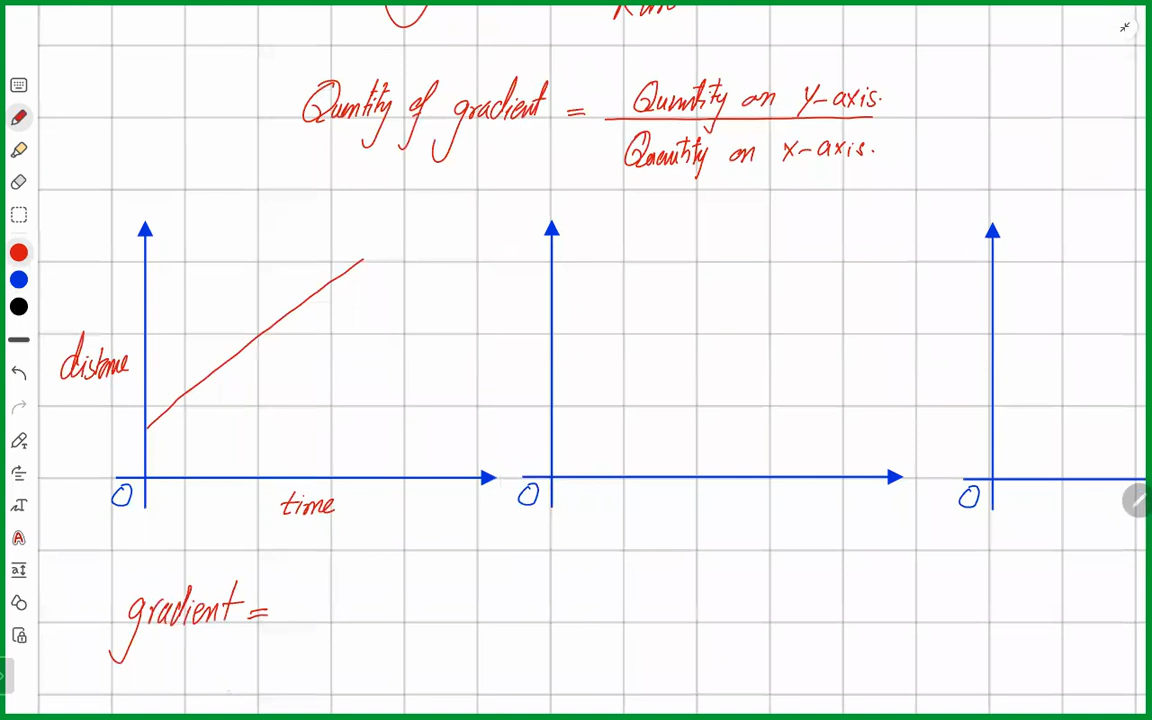 Quantity of gradient = Quantity on y-axis.
Quantity on x-axis.
distance
O
time
O
O
gradient =